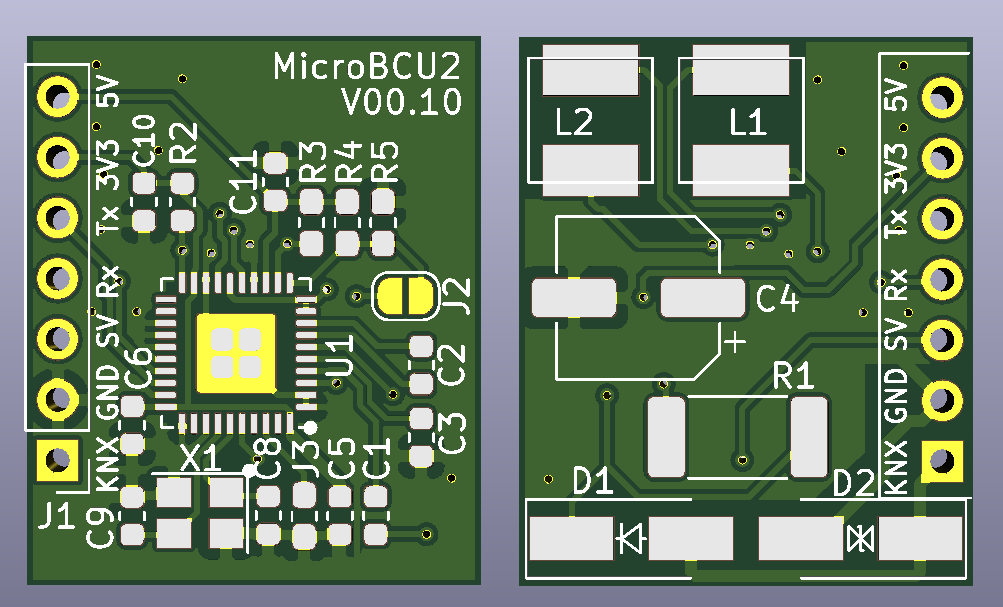 MicroBCU2
V00.10
5V
3V3
Tx
Rx
SV
GND
KNX
J1
C10
R2
C11
R3
R4
R5
J2
U1
C2
C3
C6
X1
C9
C8
J3
C5
C1
L2
L1
C4
+
R1
D1
D2
5V
3V3
Tx
Rx
SV
GND
KNX